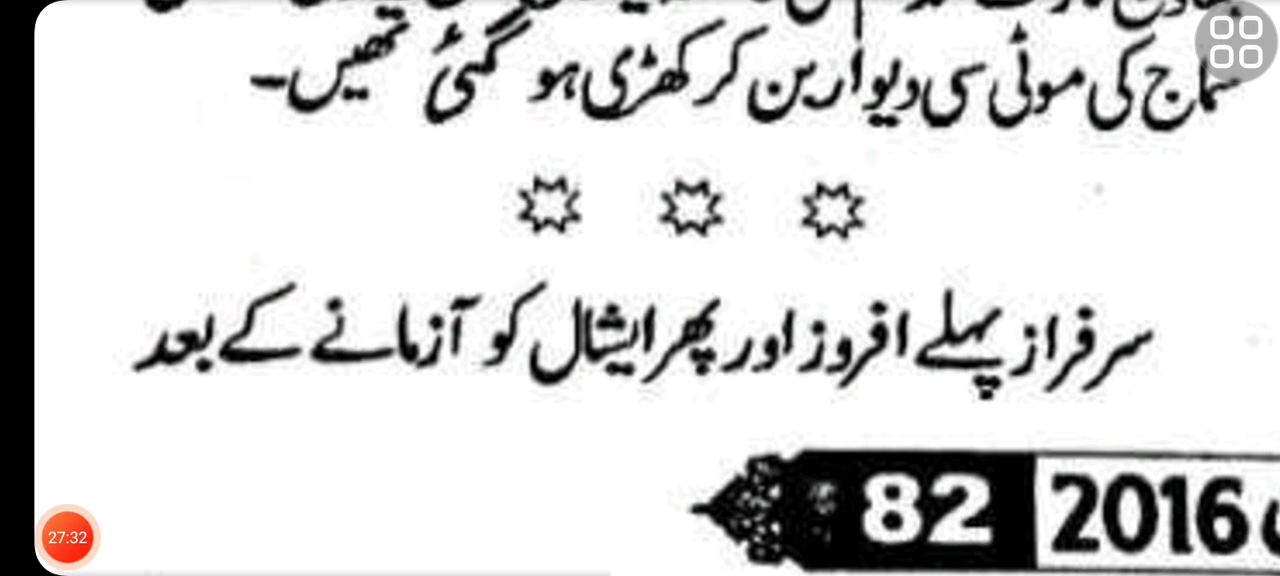 سماج کی موٹی سی دیوار بن کر کھڑی ہو گئی تھیں۔
سرفراز پہلے افروز اور پھر ایشال کو آزمانے کے بعد
82 2016
27:32